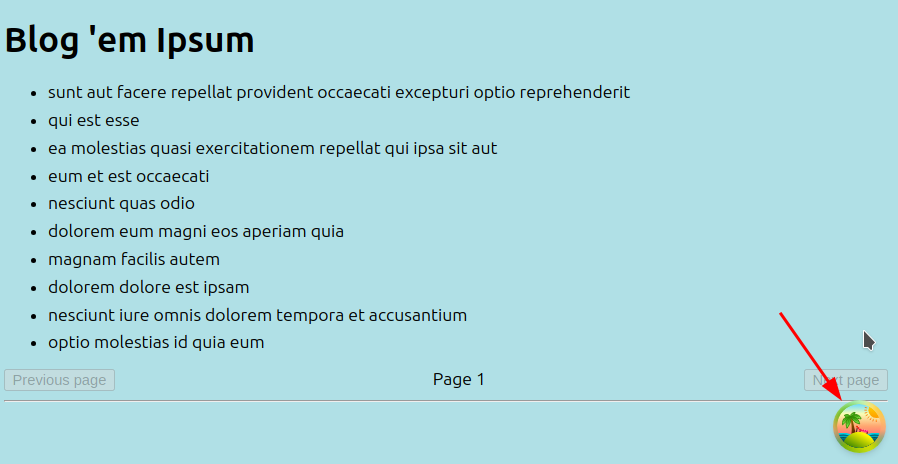 Blog 'em Ipsum
sunt aut facere repellat provident occaecati excepturi optio reprehenderit
qui est esse
ea molestias quasi exercitationem repellat qui ipsa sit aut
eum et est occaecati
nesciunt quas odio
dolorem eum magni eos aperiam quia
magnam facilis autem
dolorem dolore est ipsam
nesciunt iure omnis dolorem tempora et accusantium
optio molestias id quia eum
Previous page Page 1 Next page